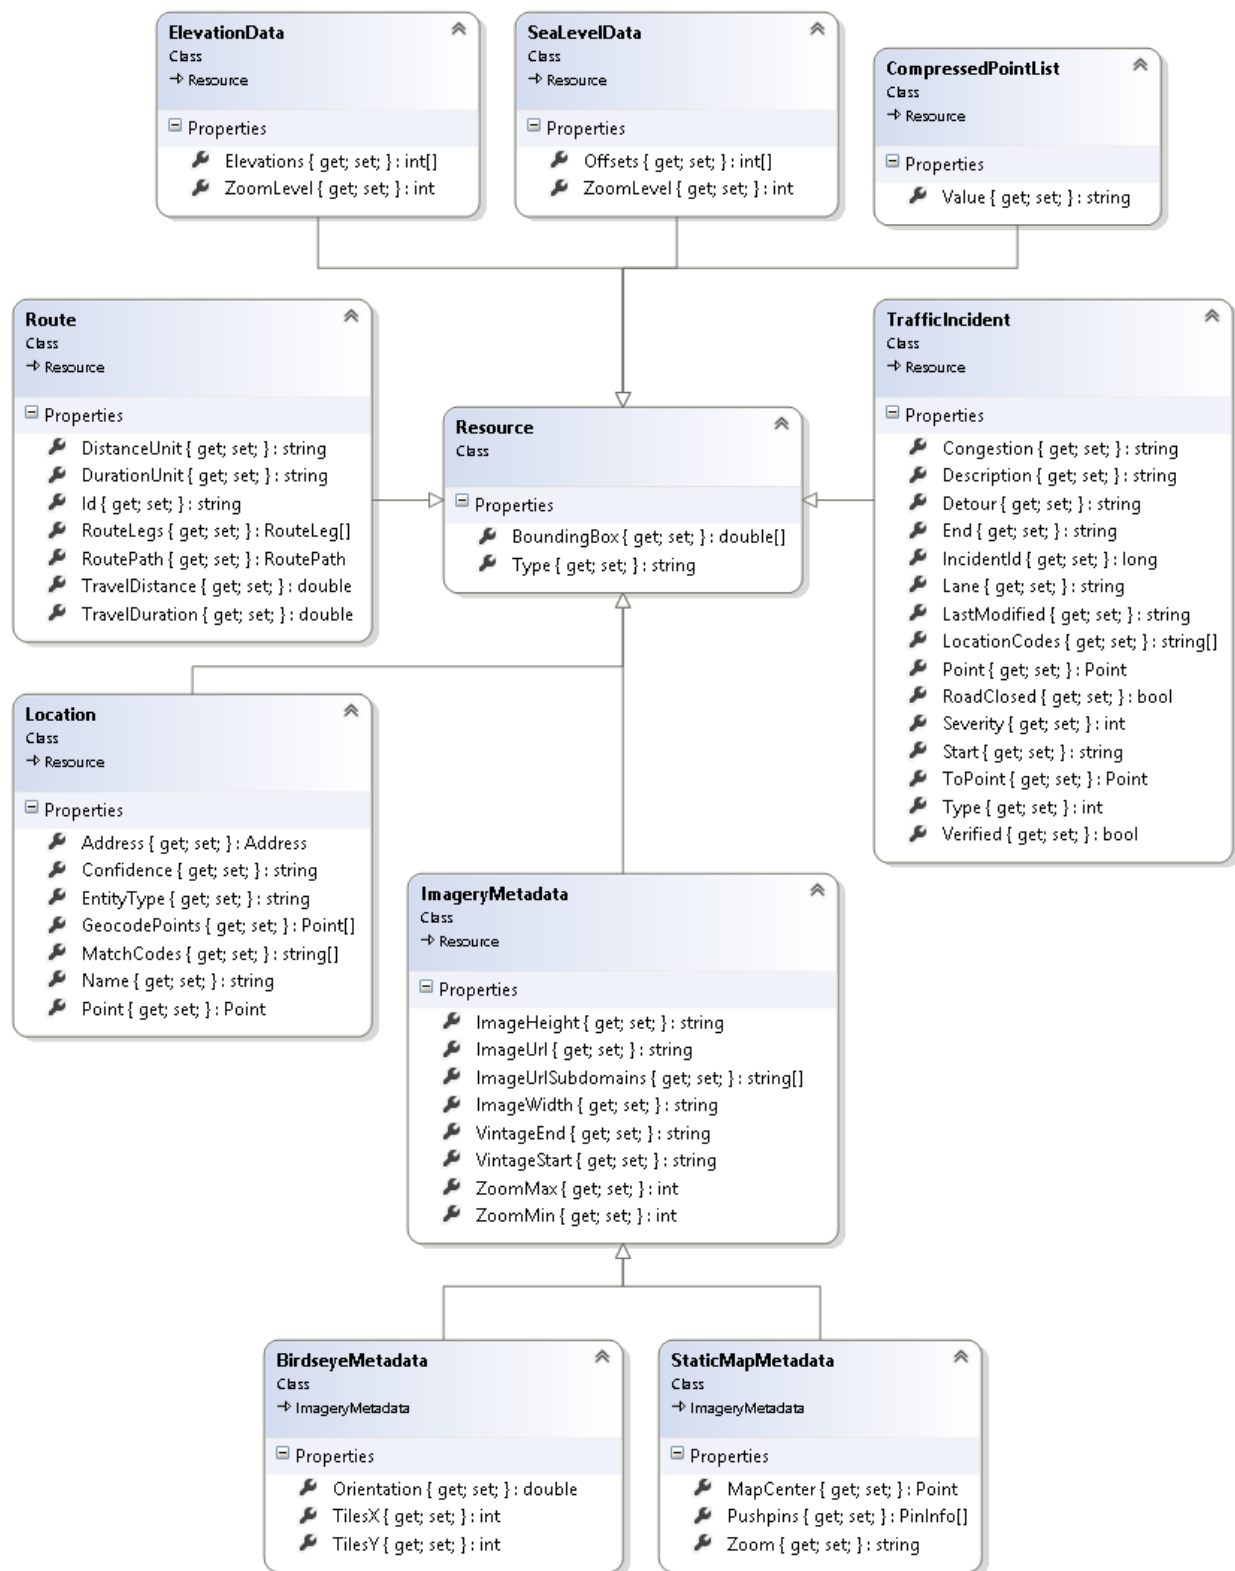 ElevationData
Class
Resource
Properties
Elevations { get; set; } : int[]
ZoomLevel { get; set; } : int
SeaLevelData
Class
Resource
Properties
Offsets { get; set; } : int[]
ZoomLevel { get; set; } : int
CompressedPointList
Class
Resource
Properties
Value { get; set; } : string
Route
Class
Resource
Properties
DistanceUnit { get; set; } : string
DurationUnit { get; set; } : string
Id { get; set; } : string
RouteLegs { get; set; } : RouteLeg[]
RoutePath { get; set; } : RoutePath
TravelDistance { get; set; } : double
TravelDuration { get; set; } : double
Resource
Class
Properties
BoundingBox { get; set; } : double[]
Type { get; set; } : string
TrafficIncident
Class
Resource
Properties
Congestion { get; set; } : string
Description { get; set; } : string
Detour { get; set; } : string
End { get; set; } : string
IncidentId { get; set; } : long
Lane { get; set; } : string
LastModified { get; set; } : string
LocationCodes { get; set; } : string[]
Point { get; set; } : Point
RoadClosed { get; set; } : bool
Severity { get; set; } : int
Start { get; set; } : string
ToPoint { get; set; } : Point
Type { get; set; } : int
Verified { get; set; } : bool
Location
Class
Resource
Properties
Address { get; set; } : Address
Confidence { get; set; } : string
EntityType { get; set; } : string
GeocodePoints { get; set; } : Point[]
MatchCodes { get; set; } : string[]
Name { get; set; } : string
Point { get; set; } : Point
ImageryMetadata
Class
Resource
Properties
ImageHeight { get; set; } : string
ImageUrl { get; set; } : string
ImageUrlSubdomains { get; set; } : string[]
ImageWidth { get; set; } : string
VintageEnd { get; set; } : string
VintageStart { get; set; } : string
ZoomMax { get; set; } : int
ZoomMin { get; set; } : int
BirdseyeMetadata
Class
ImageryMetadata
Properties
Orientation { get; set; } : double
TilesX { get; set; } : int
TilesY { get; set; } : int
StaticMapMetadata
Class
ImageryMetadata
Properties
MapCenter { get; set; } : Point
Pushpins { get; set; } : PinInfo[]
Zoom { get; set; } : string